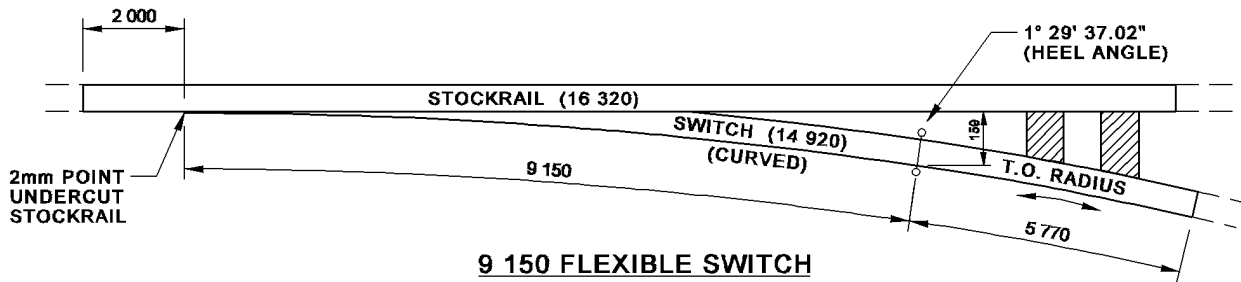 2 000
1° 29' 37.02"
(HEEL ANGLE)
STOCKRAIL (16 320)
SWITCH (14 920)
(CURVED)
159
2mm POINT
UNDERCUT
STOCKRAIL
9 150
T.O. RADIUS
5 770
9 150 FLEXIBLE SWITCH